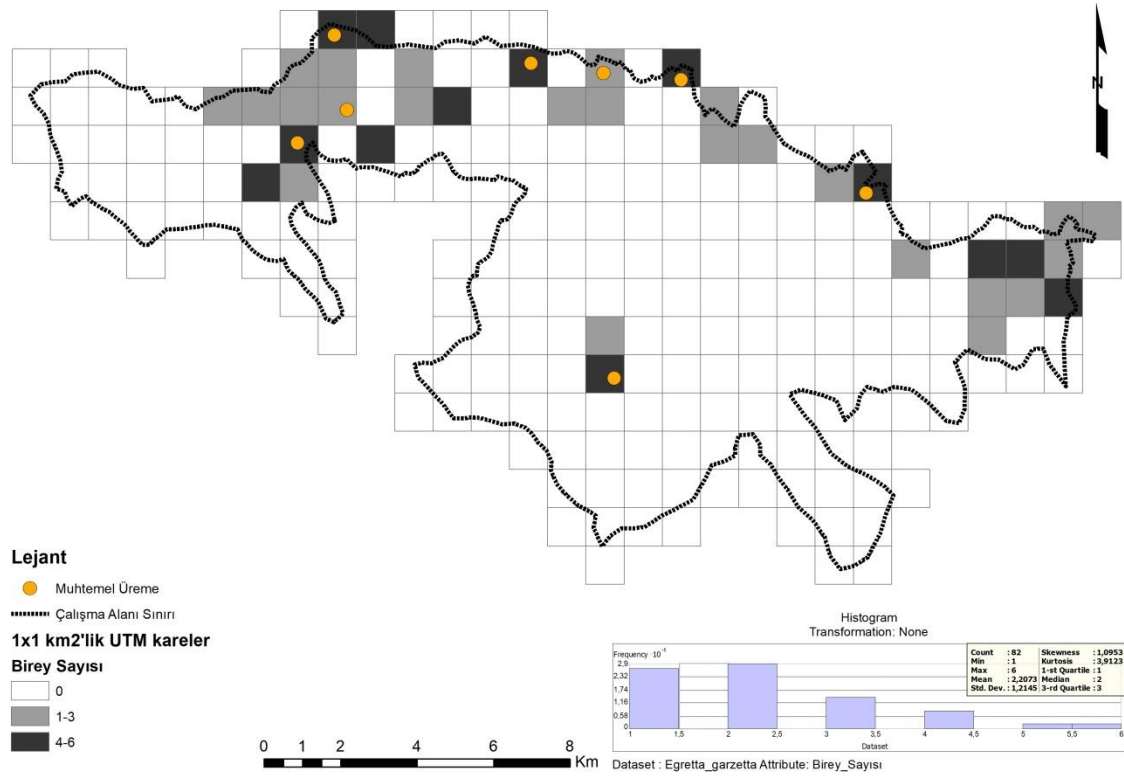 N
Lejant
Muhtemel Üreme
Çalışma Alanı Sınırı
1x1 km2'lik UTM kareler
Birey Sayısı
0
1-3
4-6
0 1 2 4 6 8
Km
Histogram
Transformation: None
Frequency · 10⁻¹
2,9
2,32
1,74
1,16
0,58
0
1 1,5 2 2,5 3 3,5 4 4,5 5 5,5 6
Dataset
Count : 82 Skewness : 1,0953
Min : 1 Kurtosis : 3,9123
Max : 6 1-st Quartile : 1
Mean : 2,2073 Median : 2
Std. Dev. : 1,2145 3-rd Quartile : 3
Dataset : Egretta_garzetta Attribute: Birey_Sayısı